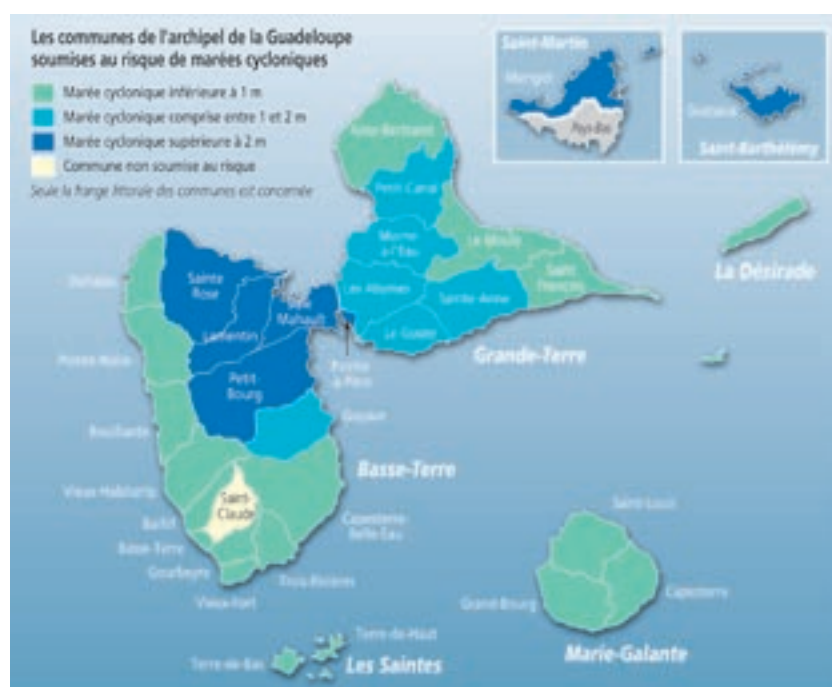 Les communes de l'archipel de la Guadeloupe
soumises au risque de marées cycloniques
Marée cyclonique inférieure à 1 m
Marée cyclonique comprise entre 1 et 2 m
Marée cyclonique supérieure à 2 m
Commune non soumise au risque
Seule la frange littorale des communes est concernée
Saint-Martin
Marigot
Pays-Bas
Saint-Barthélemy
Anse-Bertrand
Petit-Canal
Morne
à l'Eau
Le Moule
Saint
François
Les Abymes
Sainte-Anne
Le Gosier
La Désirade
Grande-Terre
Sainte
Rose
Baie
Mahault
Lamentin
Pointe
à Pitre
Petit
Bourg
Goyave
Deshaies
Pointe-Noire
Bouillante
Vieux-Habitants
Basse-Terre
Saint-
Claude
Baillif
Basse-Terre
Gourbeyre
Vieux-Fort
Trois-Rivières
Capesterre-
Belle-Eau
Saint-Louis
Grand-Bourg
Capesterre
Marie-Galante
Terre-de-Haut
Terre-de-Bas
Les Saintes